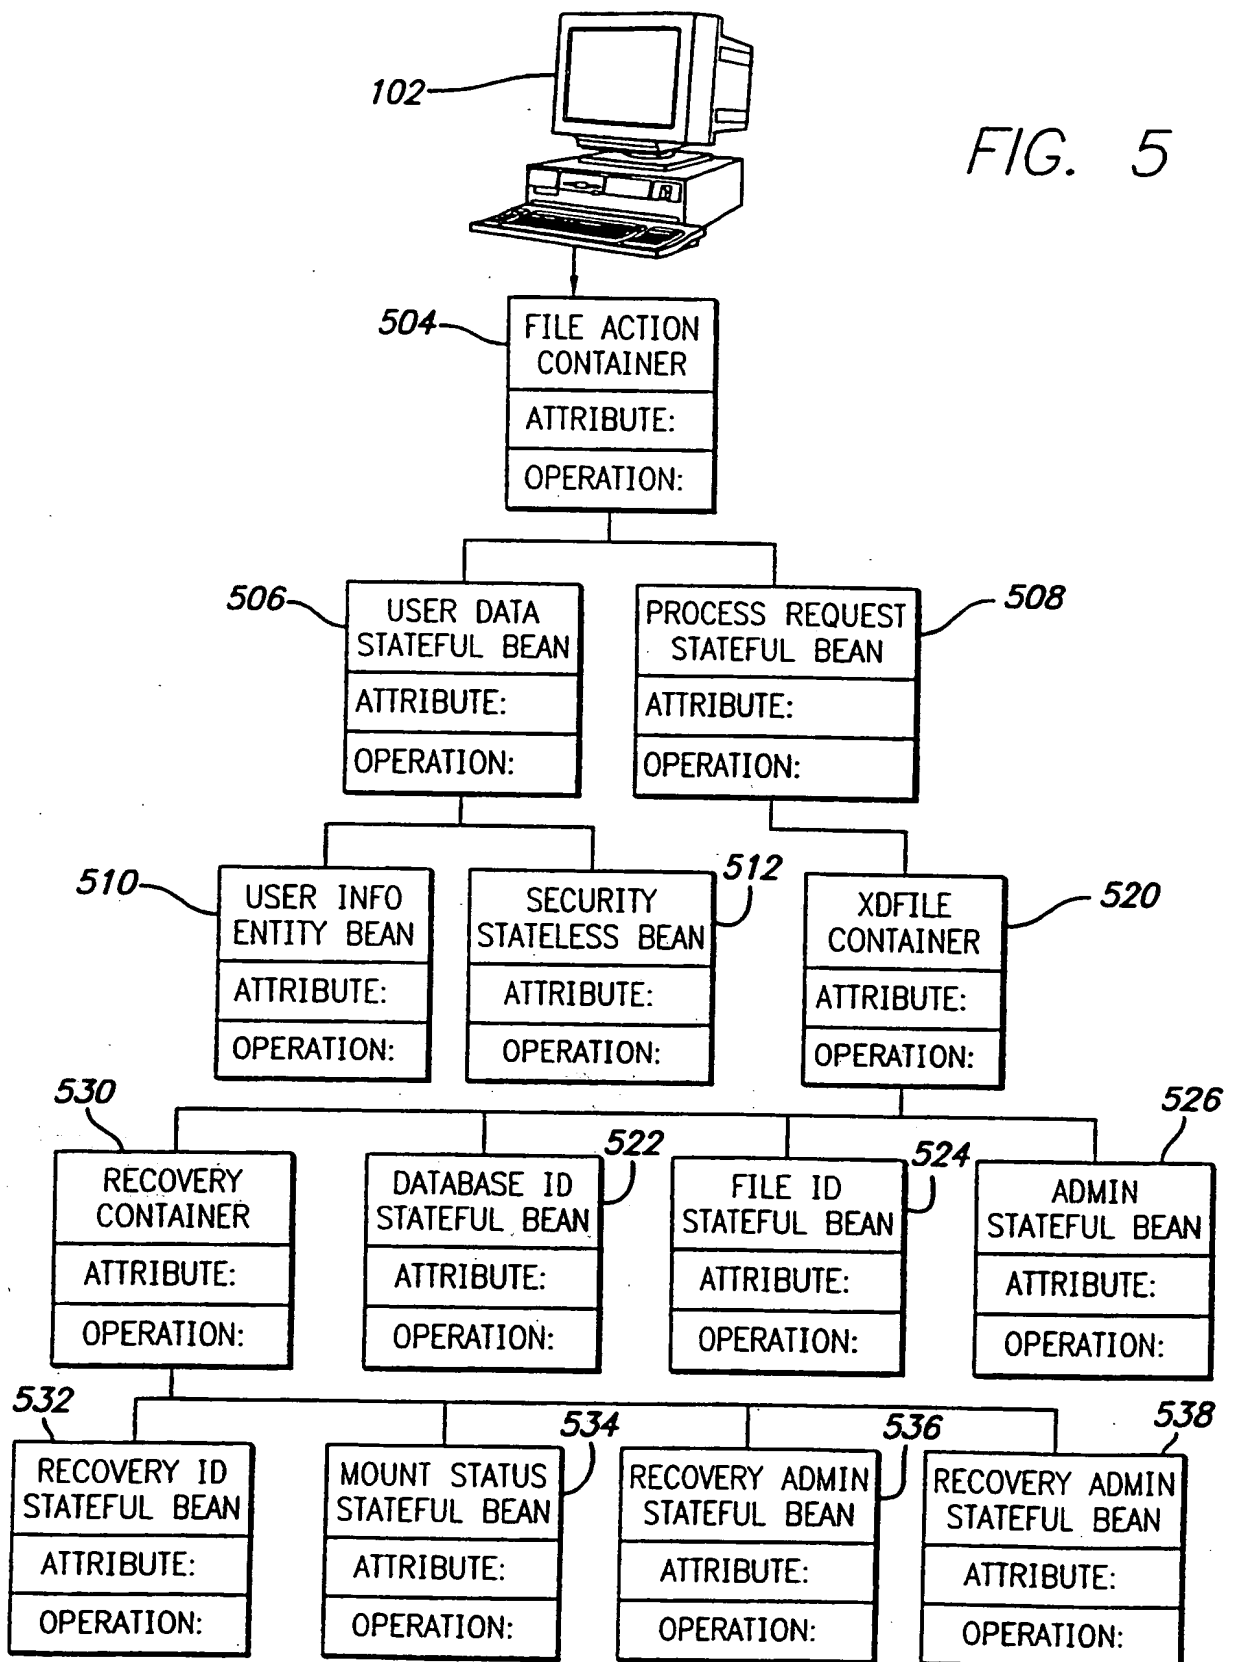 102
FIG. 5
504
FILE ACTION
CONTAINER
ATTRIBUTE:
OPERATION:
506
USER DATA
STATEFUL BEAN
ATTRIBUTE:
OPERATION:
PROCESS REQUEST
STATEFUL BEAN
ATTRIBUTE:
OPERATION:
508
510
USER INFO
ENTITY BEAN
ATTRIBUTE:
OPERATION:
SECURITY
STATELESS BEAN
ATTRIBUTE:
OPERATION:
512
XDFILE
CONTAINER
ATTRIBUTE:
OPERATION:
520
530
RECOVERY
CONTAINER
ATTRIBUTE:
OPERATION:
DATABASE ID
STATEFUL BEAN
ATTRIBUTE:
OPERATION:
522
FILE ID
STATEFUL BEAN
ATTRIBUTE:
OPERATION:
524
526
ADMIN
STATEFUL BEAN
ATTRIBUTE:
OPERATION:
532
RECOVERY ID
STATEFUL BEAN
ATTRIBUTE:
OPERATION:
MOUNT STATUS
STATEFUL BEAN
ATTRIBUTE:
OPERATION:
534
RECOVERY ADMIN
STATEFUL BEAN
ATTRIBUTE:
OPERATION:
536
538
RECOVERY ADMIN
STATEFUL BEAN
ATTRIBUTE:
OPERATION: